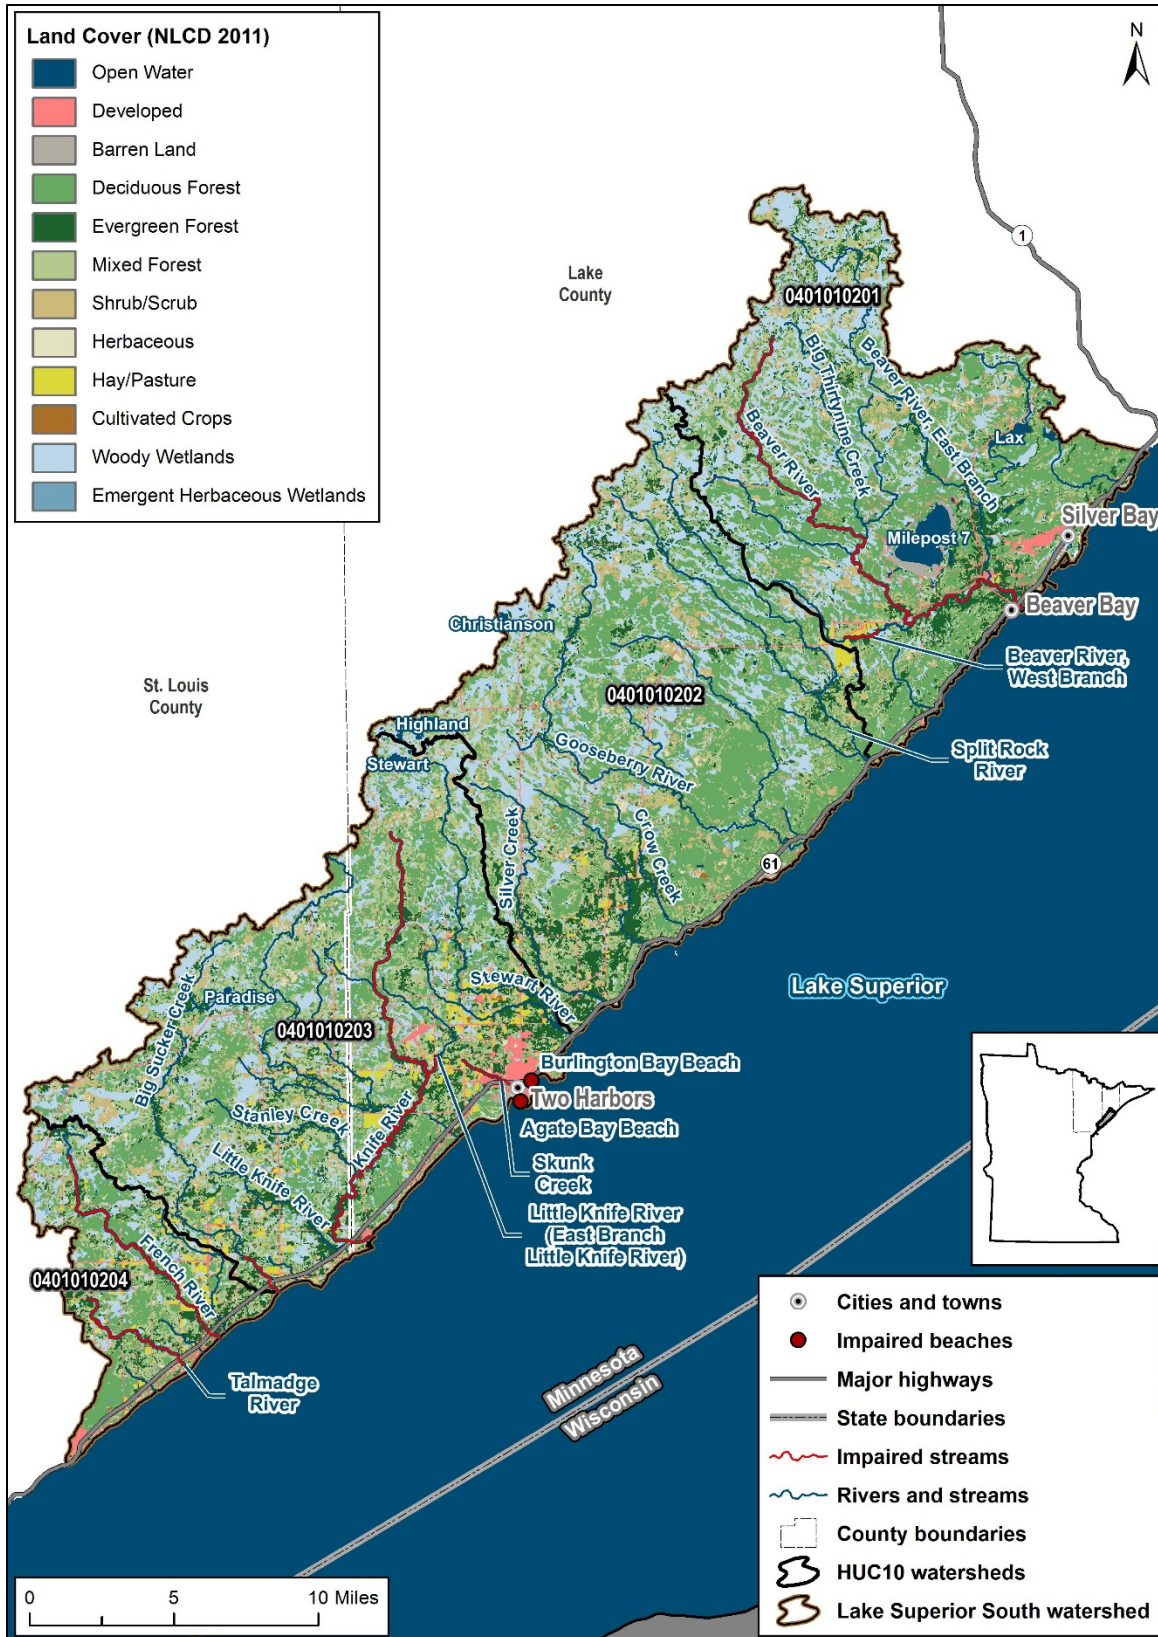 Land Cover (NLCD 2011)
Open Water
Developed
Barren Land
Deciduous Forest
Evergreen Forest
Mixed Forest
Shrub/Scrub
Herbaceous
Hay/Pasture
Cultivated Crops
Woody Wetlands
Emergent Herbaceous Wetlands
N
1
Lake
County
0401010201
Big Thirtynine Creek
Beaver River, East Branch
Beaver River
Lax
Silver Bay
Milepost 7
Beaver Bay
Christianson
Beaver River,
West Branch
St. Louis
County
0401010202
Highland
Stewart
Gooseberry River
Split Rock
River
Silver Creek
Crow Creek
61
Stewart River
Lake Superior
Big Sucker Creek
Paradise
0401010203
Burlington Bay Beach
Two Harbors
Agate Bay Beach
Stanley Creek
Knife River
Skunk
Creek
Little Knife River
Little Knife River
(East Branch
Little Knife River)
0401010204
French River
Talmadge
River
Minnesota
Wisconsin
Cities and towns
Impaired beaches
Major highways
State boundaries
Impaired streams
Rivers and streams
County boundaries
HUC10 watersheds
Lake Superior South watershed
0 5 10 Miles